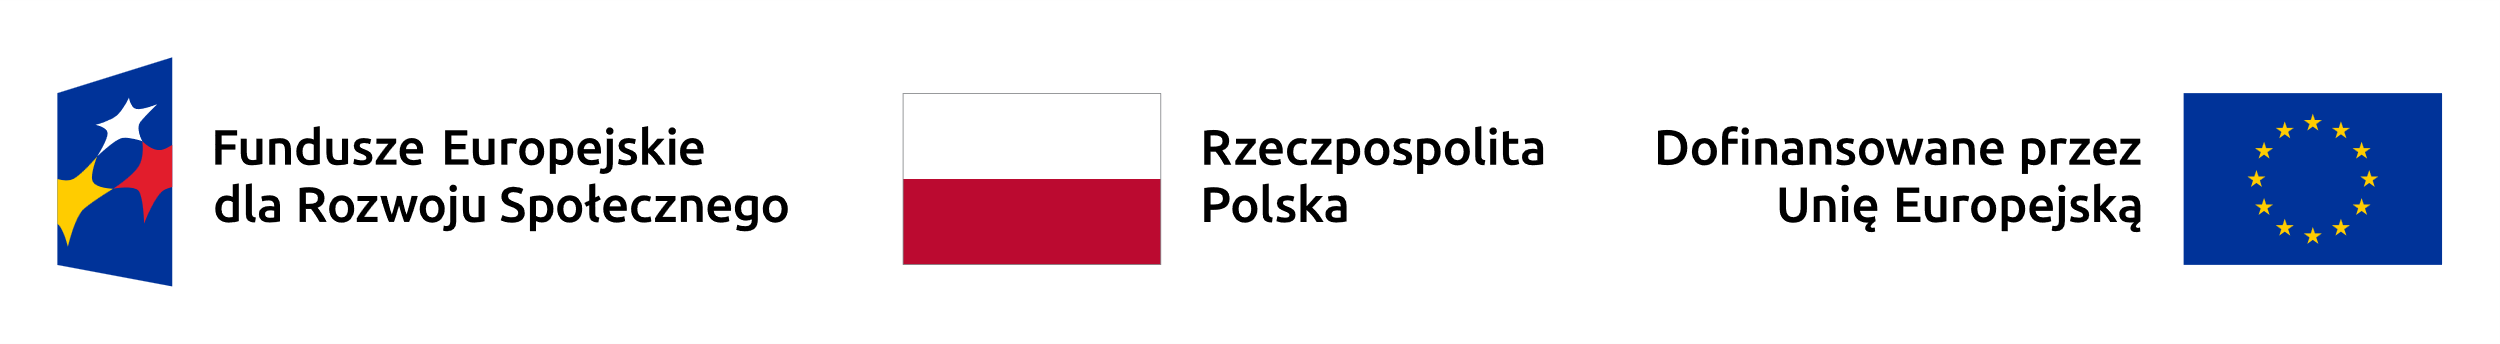 Fundusze Europejskie
dla Rozwoju Społecznego
Rzeczpospolita
Polska
Dofinansowane przez
Unię Europejską